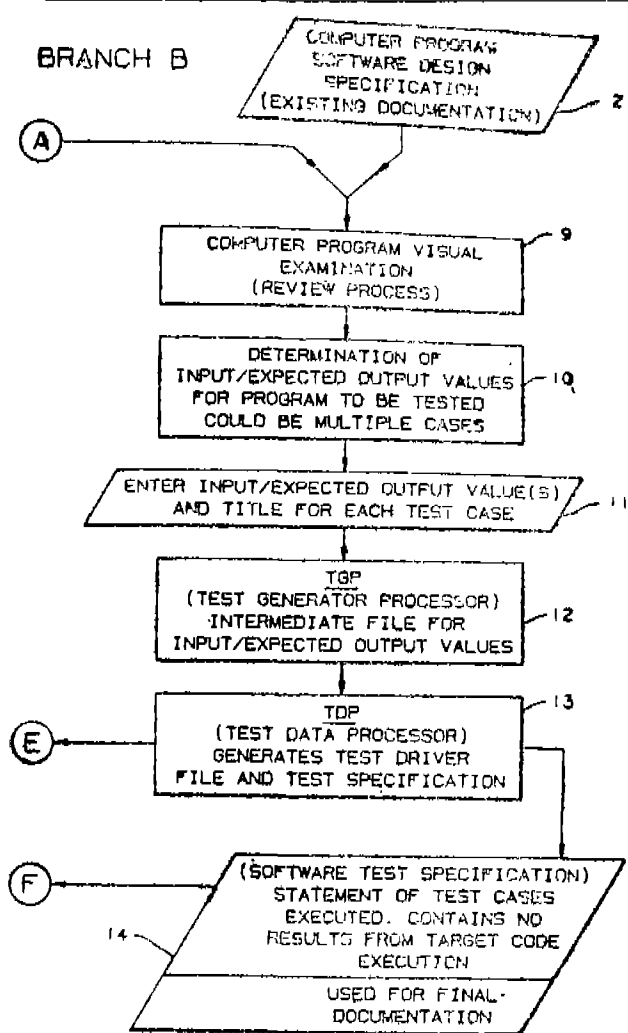 BRANCH B
COMPUTER PROGRAM
SOFTWARE DESIGN
SPECIFICATION
(EXISTING DOCUMENTATION)
2
A
9
COMPUTER PROGRAM VISUAL
EXAMINATION
(REVIEW PROCESS)
DETERMINATION OF
INPUT/EXPECTED OUTPUT VALUES
FOR PROGRAM TO BE TESTED
COULD BE MULTIPLE CASES
10
ENTER INPUT/EXPECTED OUTPUT VALUE(S)
AND TITLE FOR EACH TEST CASE
11
TGP
(TEST GENERATOR PROCESSOR)
INTERMEDIATE FILE FOR
INPUT/EXPECTED OUTPUT VALUES
12
13
TDP
(TEST DATA PROCESSOR)
GENERATES TEST DRIVER
FILE AND TEST SPECIFICATION
E
F
(SOFTWARE TEST SPECIFICATION)
STATEMENT OF TEST CASES
EXECUTED. CONTAINS NO
RESULTS FROM TARGET CODE
EXECUTION
14
USED FOR FINAL-
DOCUMENTATION